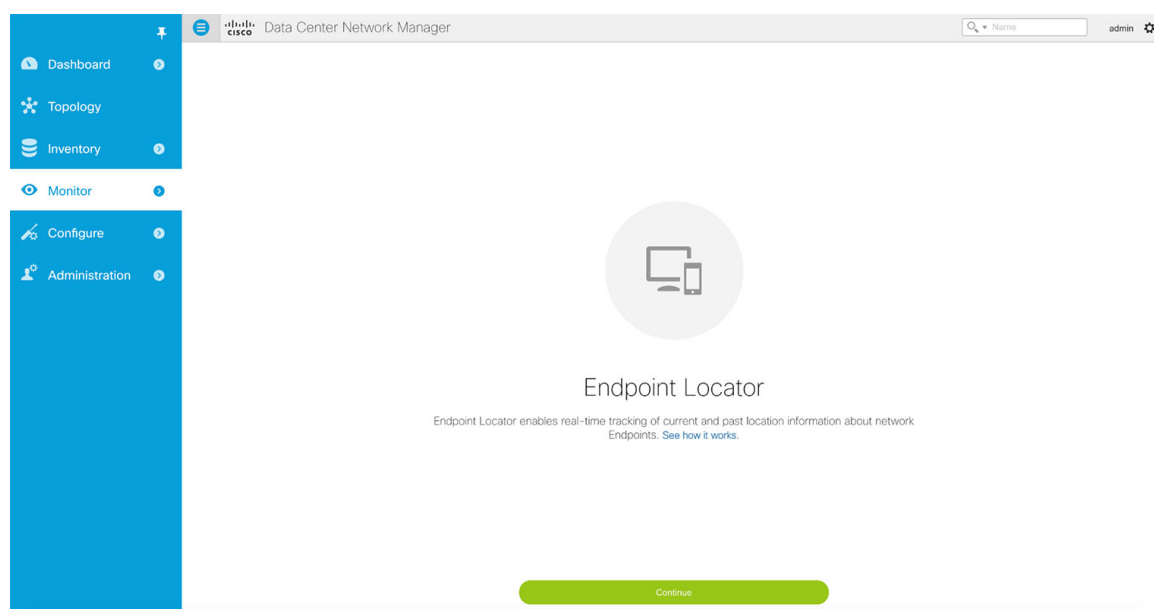 CISCO Data Center Network Manager
Name
admin
Dashboard
Topology
Inventory
Monitor
Configure
Administration
Endpoint Locator
Endpoint Locator enables real-time tracking of current and past location information about network
Endpoints. See how it works.
Continue